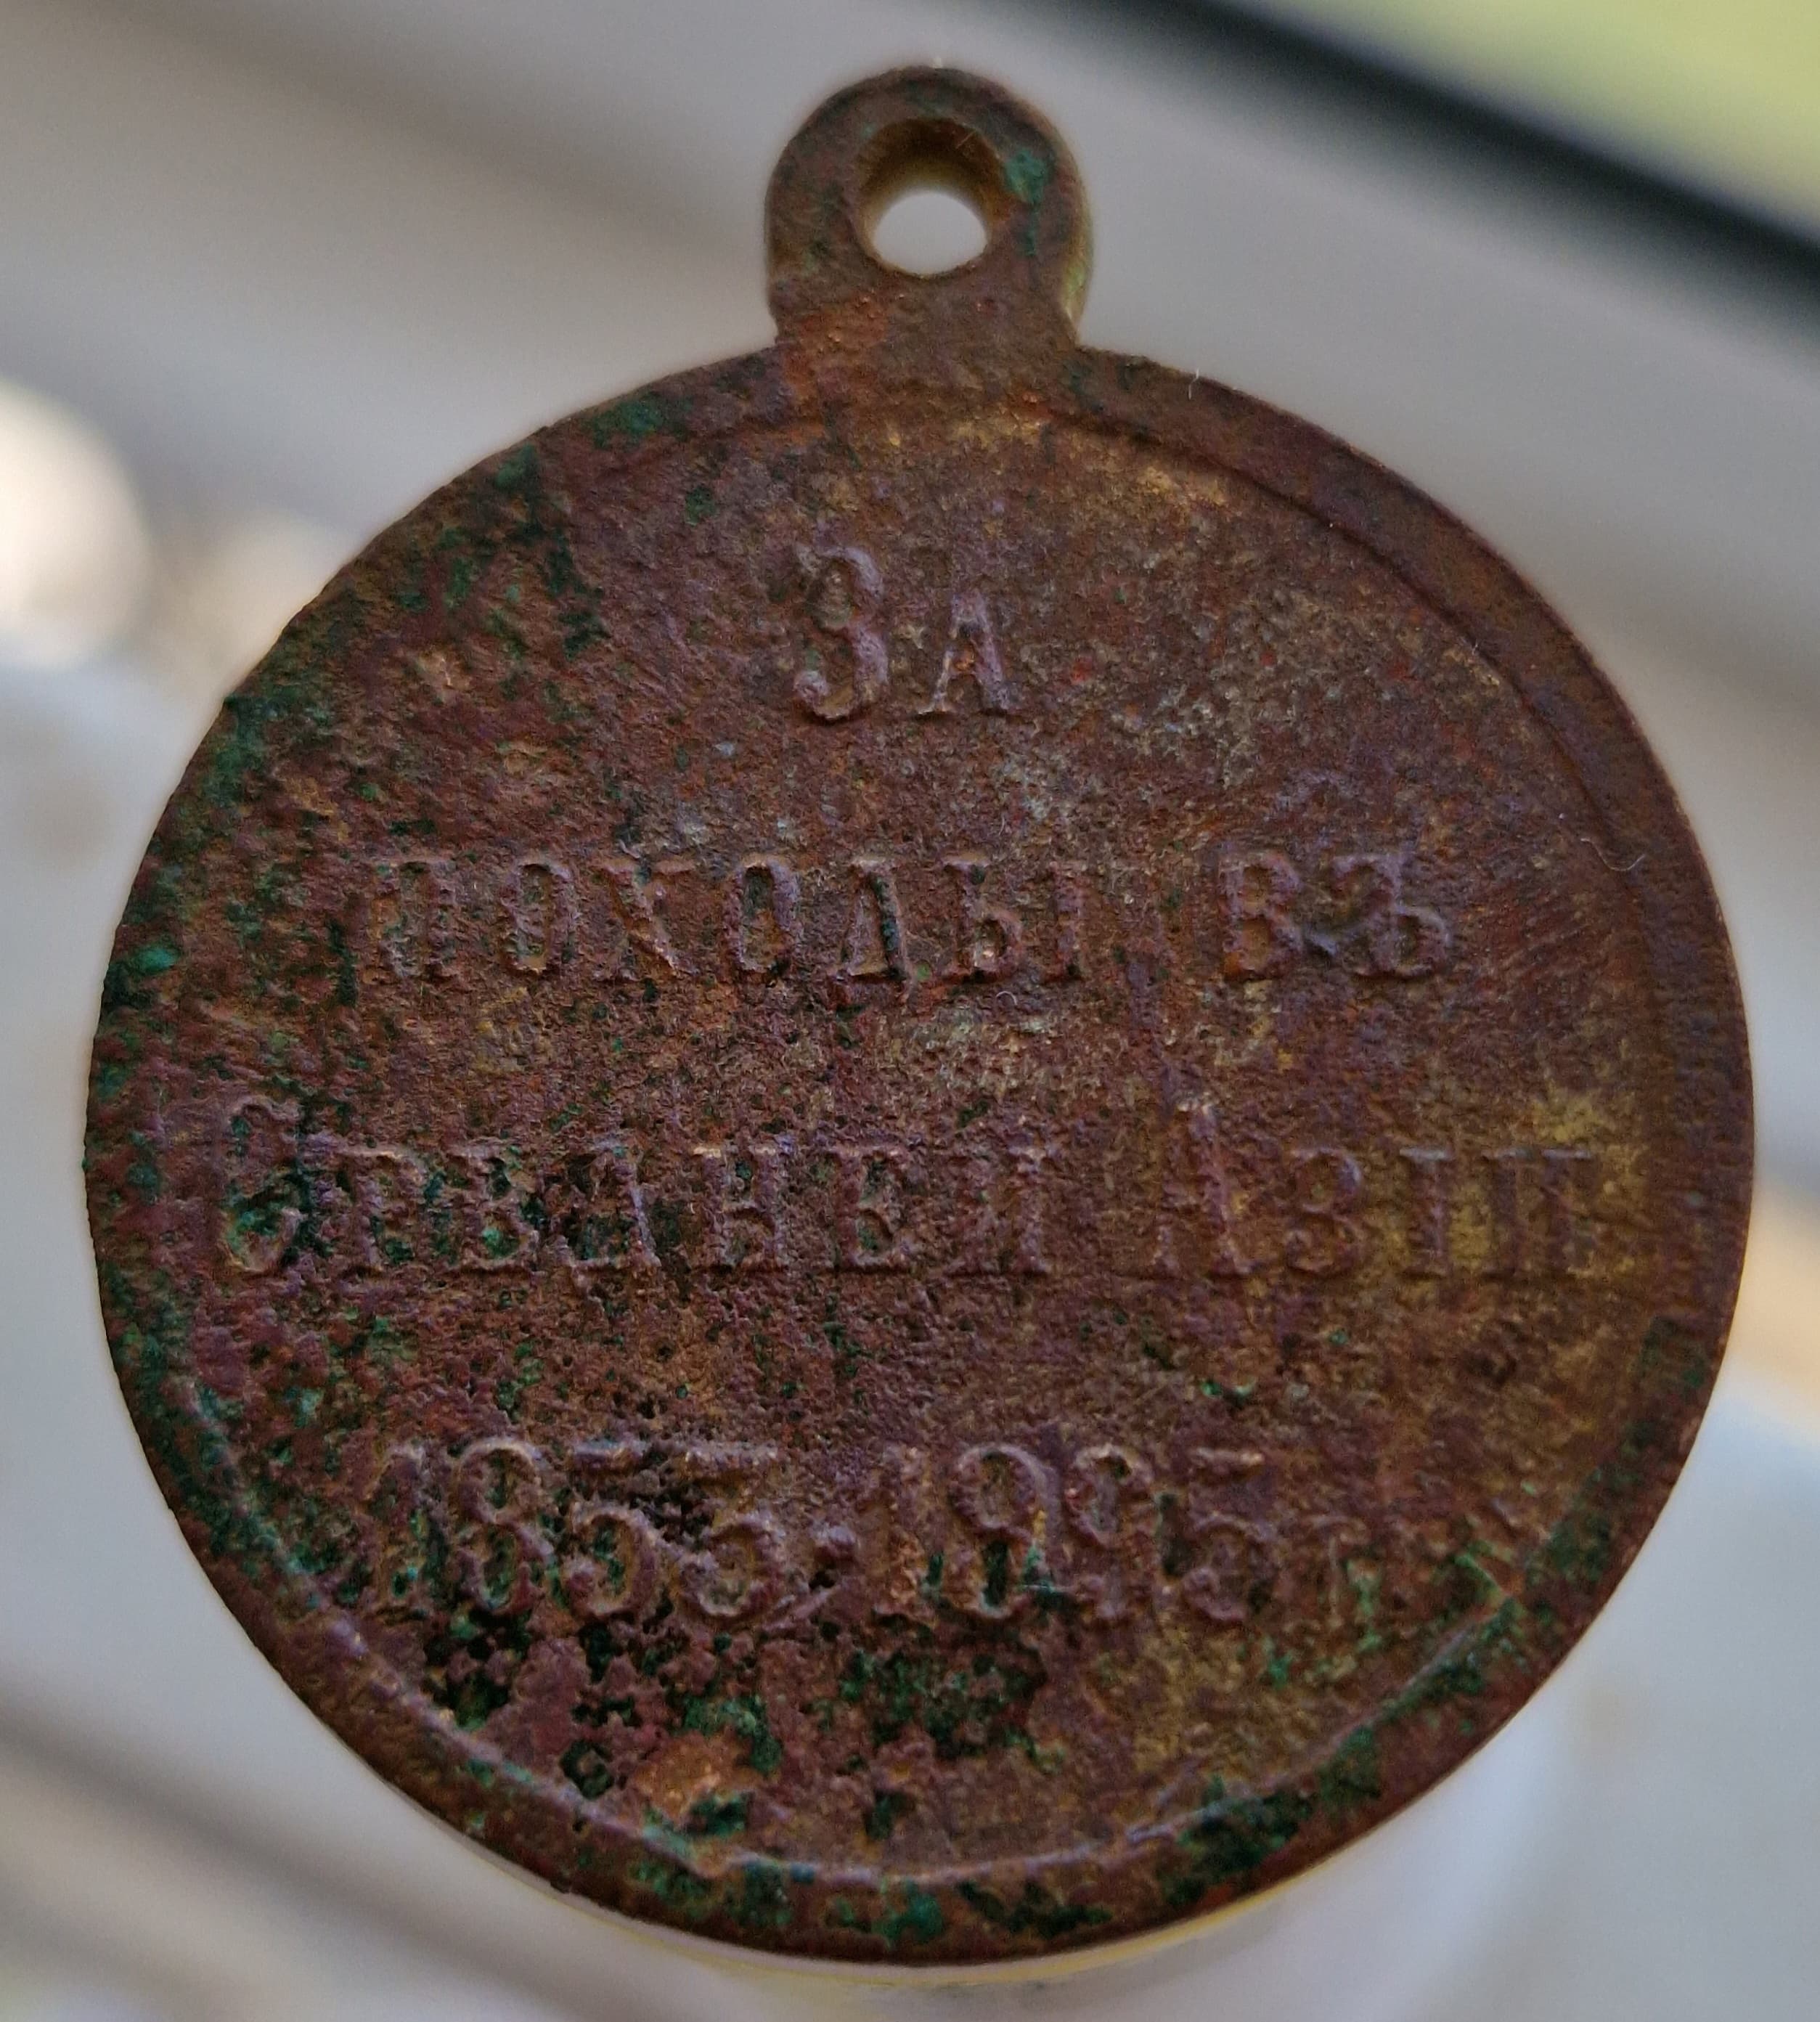 За
ПОХОДЫ ВЪ
СРЕДНЕЙ АЗІИ
1853-1895 г.